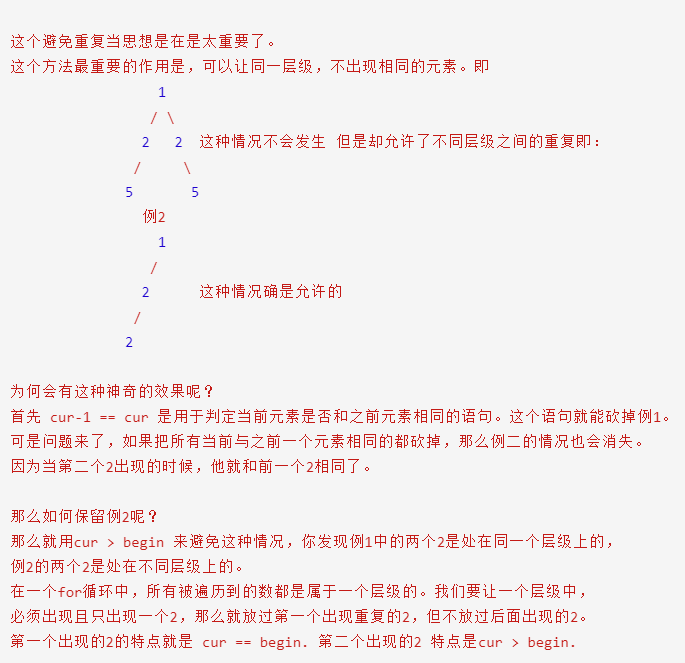 这个避免重复当思想是在是太重要了。
这个方法最重要的作用是，可以让同一层级，不出现相同的元素。即
1
/ \
2 2 这种情况不会发生 但是却允许了不同层级之间的重复即：
/ \
5 5
例2
1
/
2 这种情况确是允许的
/
2
为何会有这种神奇的效果呢？
首先 cur-1 == cur 是用于判定当前元素是否和之前元素相同的语句。这个语句就能砍掉例1。
可是问题来了，如果把所有当前与之前一个元素相同的都砍掉，那么例二的情况也会消失。
因为当第二个2出现的时候，他就和前一个2相同了。
那么如何保留例2呢？
那么就用cur > begin 来避免这种情况，你发现例1中的两个2是处在同一个层级上的，
例2的两个2是处在不同层级上的。
在一个for循环中，所有被遍历到的数都是属于一个层级的。我们要让一个层级中，
必须出现且只出现一个2，那么就放过第一个出现重复的2，但不放过后面出现的2。
第一个出现的2的特点就是 cur == begin. 第二个出现的2 特点是cur > begin.